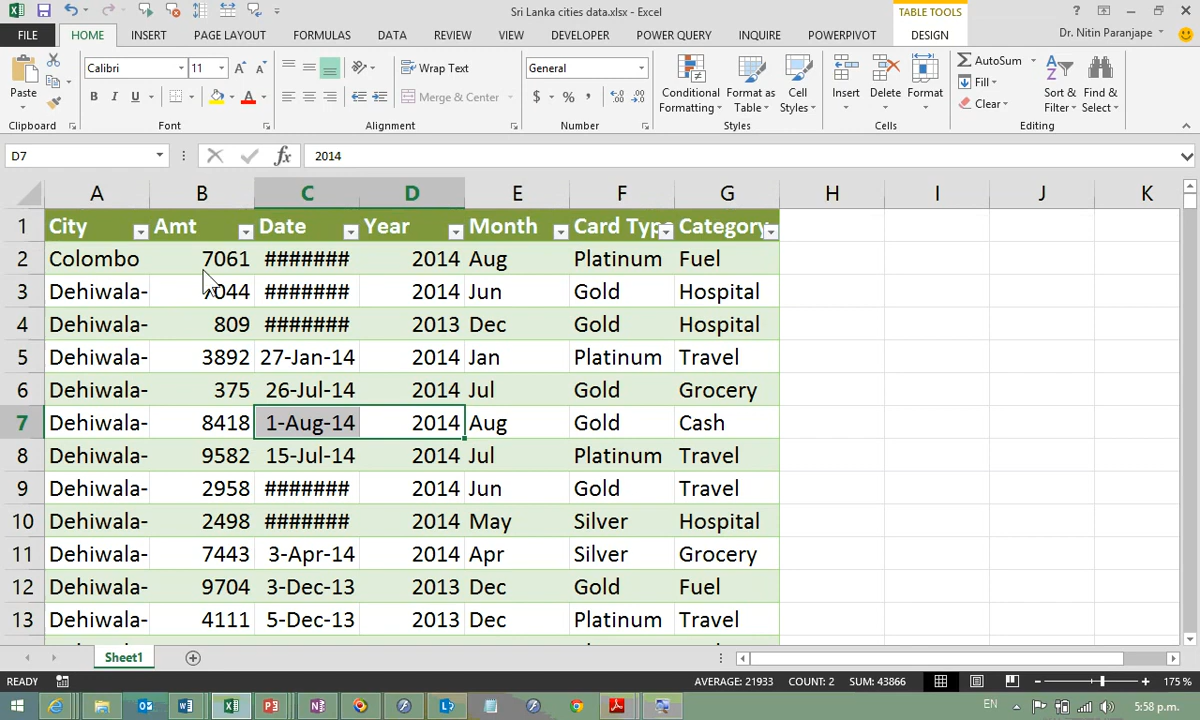 Sri Lanka cities data.xlsx - Excel
TABLE TOOLS
?
FILE HOME INSERT PAGE LAYOUT FORMULAS DATA REVIEW VIEW DEVELOPER POWER QUERY INQUIRE POWERPIVOT DESIGN Dr. Nitin Paranjape
Paste
Calibri 11 A A
B I U A
Wrap Text
Merge & Center
General
$ % ,
Conditional Formatting
Format as Table
Cell Styles
Insert Delete Format
AutoSum
Fill
Clear
Sort & Filter
Find & Select
Clipboard Font Alignment Number Styles Cells Editing
D7 fx 2014
A B C D E F G H I J K
1 City Amt Date Year Month Card Typ Category
2 Colombo 7061 ####### 2014 Aug Platinum Fuel
3 Dehiwala- 7044 ####### 2014 Jun Gold Hospital
4 Dehiwala- 809 ####### 2013 Dec Gold Hospital
5 Dehiwala- 3892 27-Jan-14 2014 Jan Platinum Travel
6 Dehiwala- 375 26-Jul-14 2014 Jul Gold Grocery
7 Dehiwala- 8418 1-Aug-14 2014 Aug Gold Cash
8 Dehiwala- 9582 15-Jul-14 2014 Jul Platinum Travel
9 Dehiwala- 2958 ####### 2014 Jun Gold Travel
10 Dehiwala- 2498 ####### 2014 May Silver Hospital
11 Dehiwala- 7443 3-Apr-14 2014 Apr Silver Grocery
12 Dehiwala- 9704 3-Dec-13 2013 Dec Gold Fuel
13 Dehiwala- 4111 5-Dec-13 2013 Dec Platinum Travel
Sheet1
READY AVERAGE: 21933 COUNT: 2 SUM: 43866 175 %
EN 5:58 p.m.